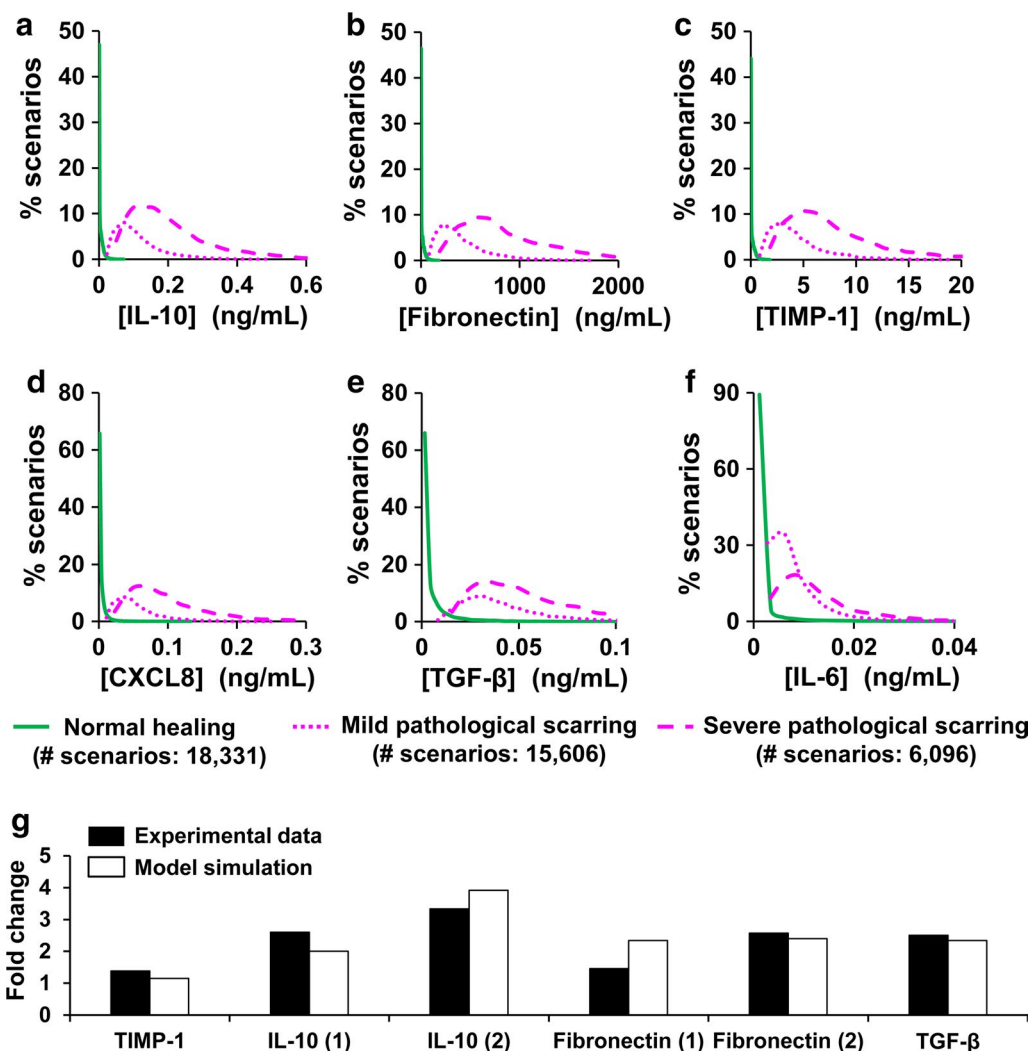 a
50
40
30
20
10
0
% scenarios
0 0.2 0.4 0.6
[IL-10] (ng/mL)
b
50
40
30
20
10
0
% scenarios
0 1000 2000
[Fibronectin] (ng/mL)
c
50
40
30
20
10
0
% scenarios
0 5 10 15 20
[TIMP-1] (ng/mL)
d
80
60
40
20
0
% scenarios
0 0.1 0.2 0.3
[CXCL8] (ng/mL)
e
80
60
40
20
0
% scenarios
0 0.05 0.1
[TGF-β] (ng/mL)
f
90
60
30
0
% scenarios
0 0.02 0.04
[IL-6] (ng/mL)
Normal healing
(# scenarios: 18,331)
Mild pathological scarring
(# scenarios: 15,606)
Severe pathological scarring
(# scenarios: 6,096)
g
Experimental data
Model simulation
5
4
3
2
1
0
Fold change
TIMP-1 IL-10 (1) IL-10 (2) Fibronectin (1) Fibronectin (2) TGF-β